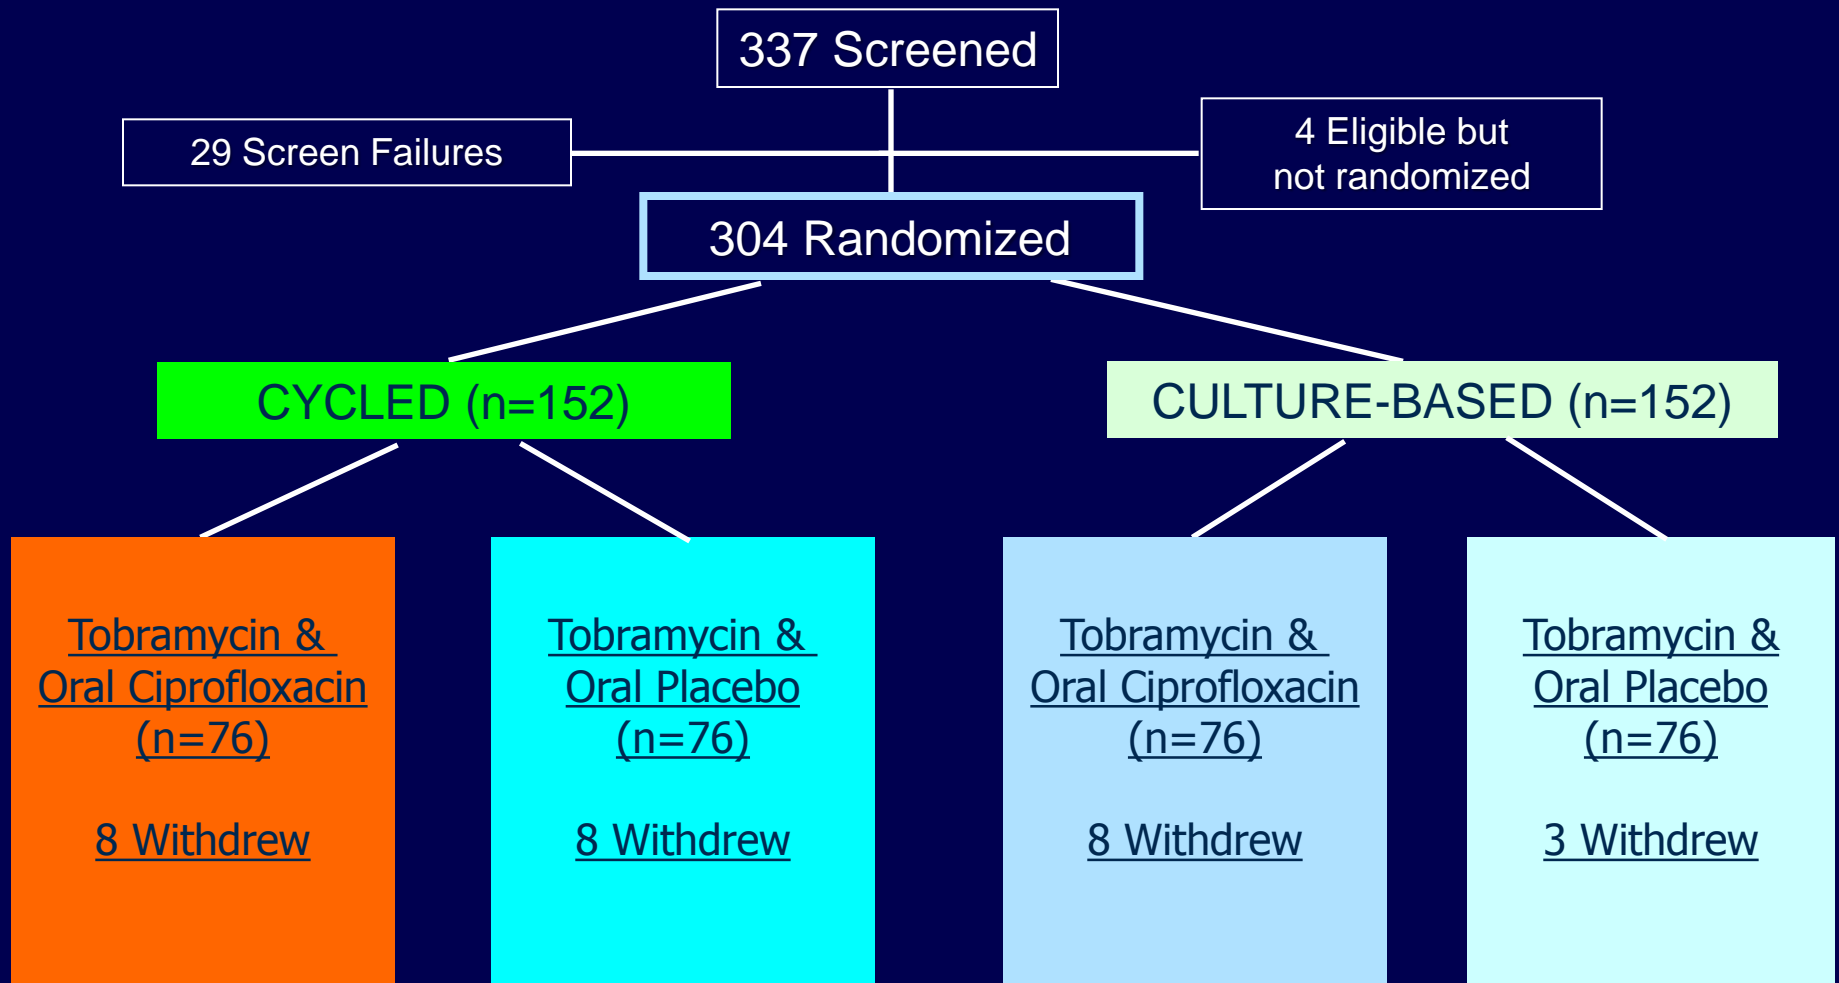 337 Screened
29 Screen Failures
4 Eligible but
not randomized
304 Randomized
CYCLED (n=152)
CULTURE-BASED (n=152)
Tobramycin &
Oral Ciprofloxacin
(n=76)
8 Withdrew
Tobramycin &
Oral Placebo
(n=76)
8 Withdrew
Tobramycin &
Oral Ciprofloxacin
(n=76)
8 Withdrew
Tobramycin &
Oral Placebo
(n=76)
3 Withdrew